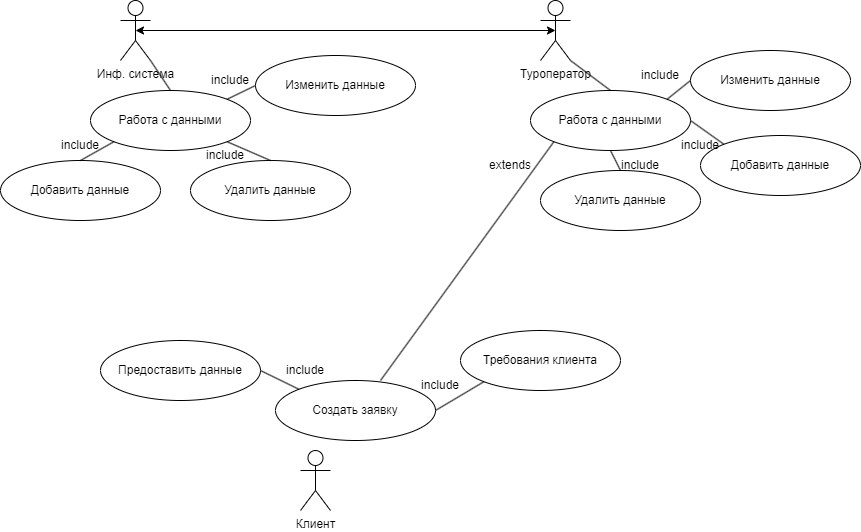 Инф. система
Туроператор
include
Изменить данные
include
Изменить данные
Работа с данными
Работа с данными
include
include
include
Добавить данные
extends
include
Добавить данные
Удалить данные
Удалить данные
Предоставить данные
include
Требования клиента
include
Создать заявку
Клиент